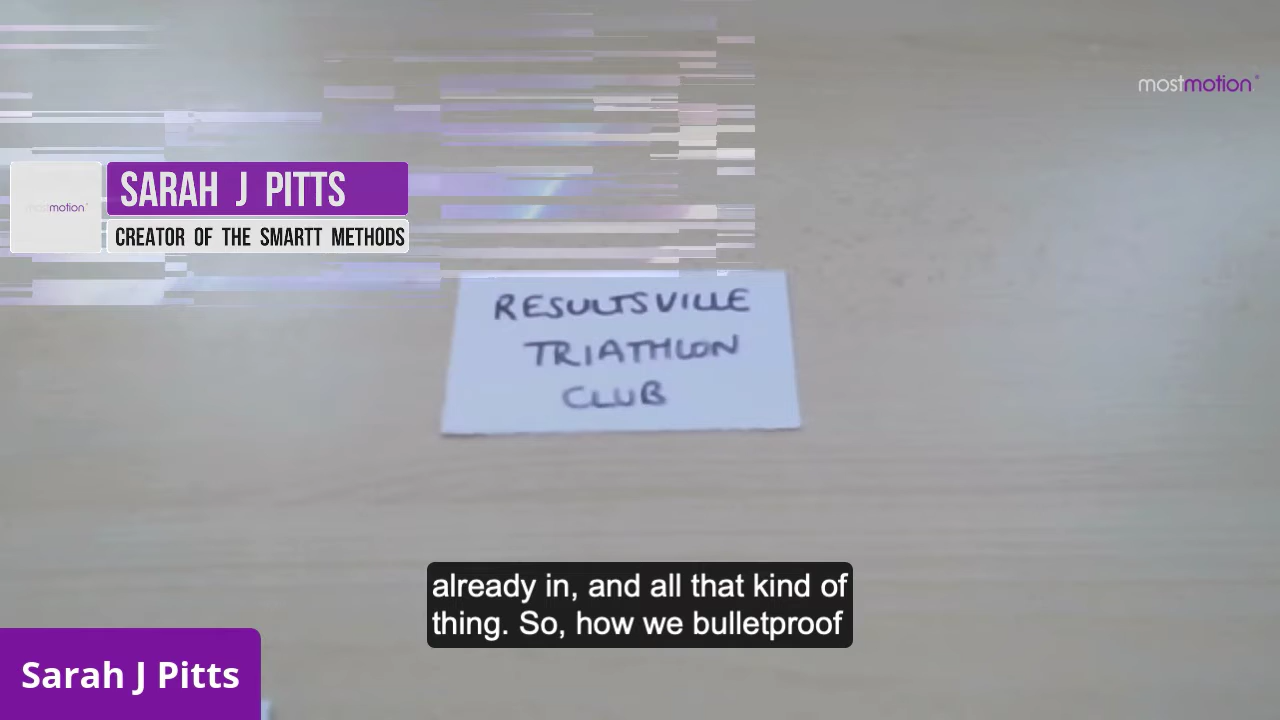 mostmotion
SARAH J PITTS
mostmotion
CREATOR OF THE SMARTT METHODS
RESULTSVILLE
TRIATHLON
CLUB
already in, and all that kind of
thing. So, how we bulletproof
Sarah J Pitts